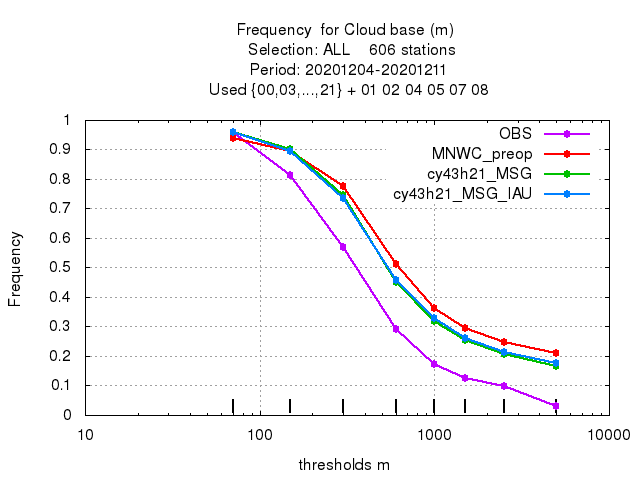 Frequency  for Cloud base (m)
Selection: ALL    606 stations
Period: 20201204-20201211
Used {00,03,...,21} + 01 02 04 05 07 08
OBS
MNWC_preop
cy43h21_MSG
cy43h21_MSG_IAU
1
0.9
0.8
0.7
0.6
0.5
0.4
0.3
0.2
0.1
0
Frequency
10
100
1000
10000
thresholds m